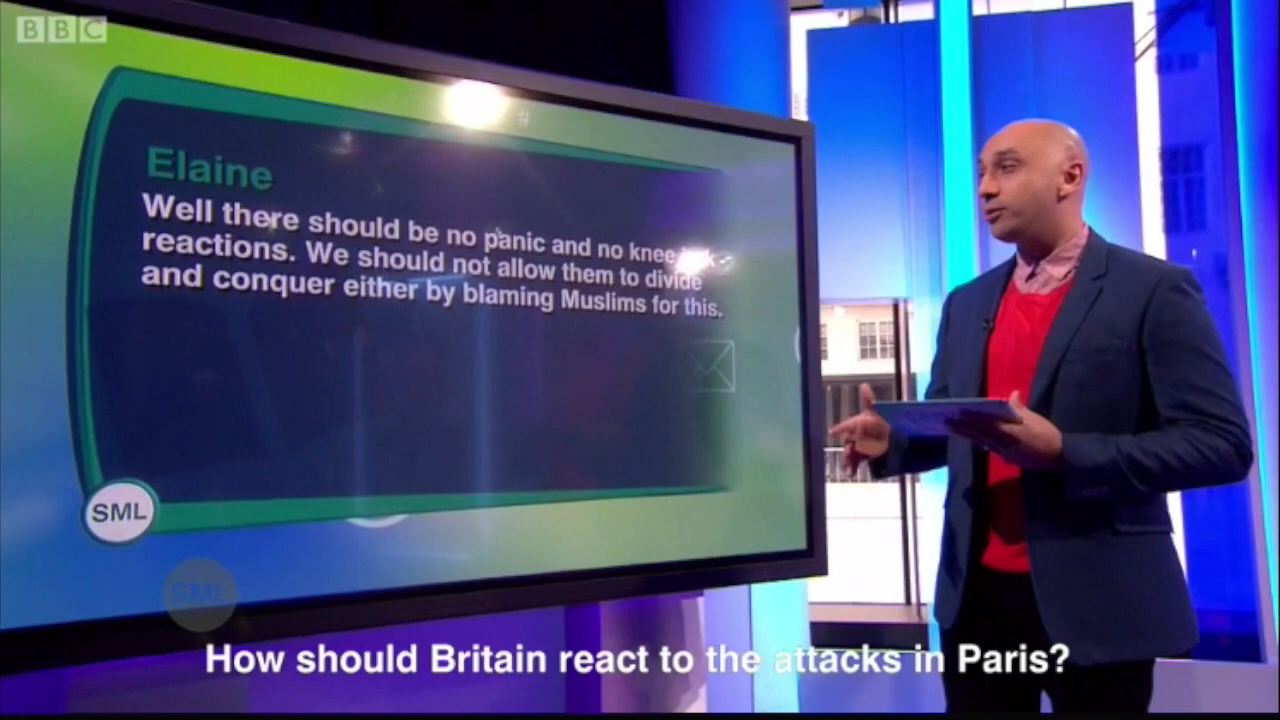 BBC
#
Elaine
Well there should be no panic and no knee
reactions. We should not allow them to divide
and conquer either by blaming Muslims for this.
SML
SML
How should Britain react to the attacks in Paris?